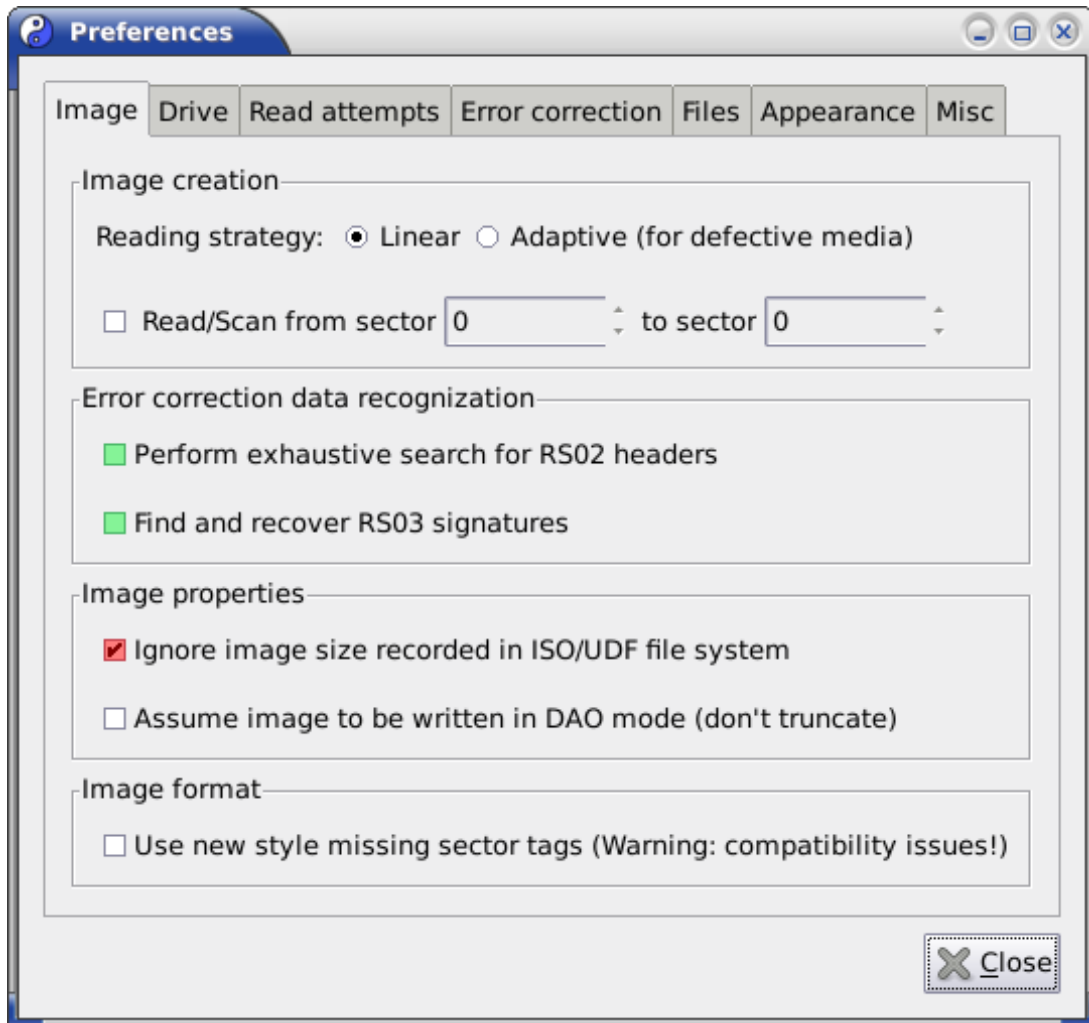 Preferences
Image Drive Read attempts Error correction Files Appearance Misc
Image creation
Reading strategy: Linear Adaptive (for defective media)
Read/Scan from sector 0 to sector 0
Error correction data recognization
Perform exhaustive search for RS02 headers
Find and recover RS03 signatures
Image properties
Ignore image size recorded in ISO/UDF file system
Assume image to be written in DAO mode (don't truncate)
Image format
Use new style missing sector tags (Warning: compatibility issues!)
Close